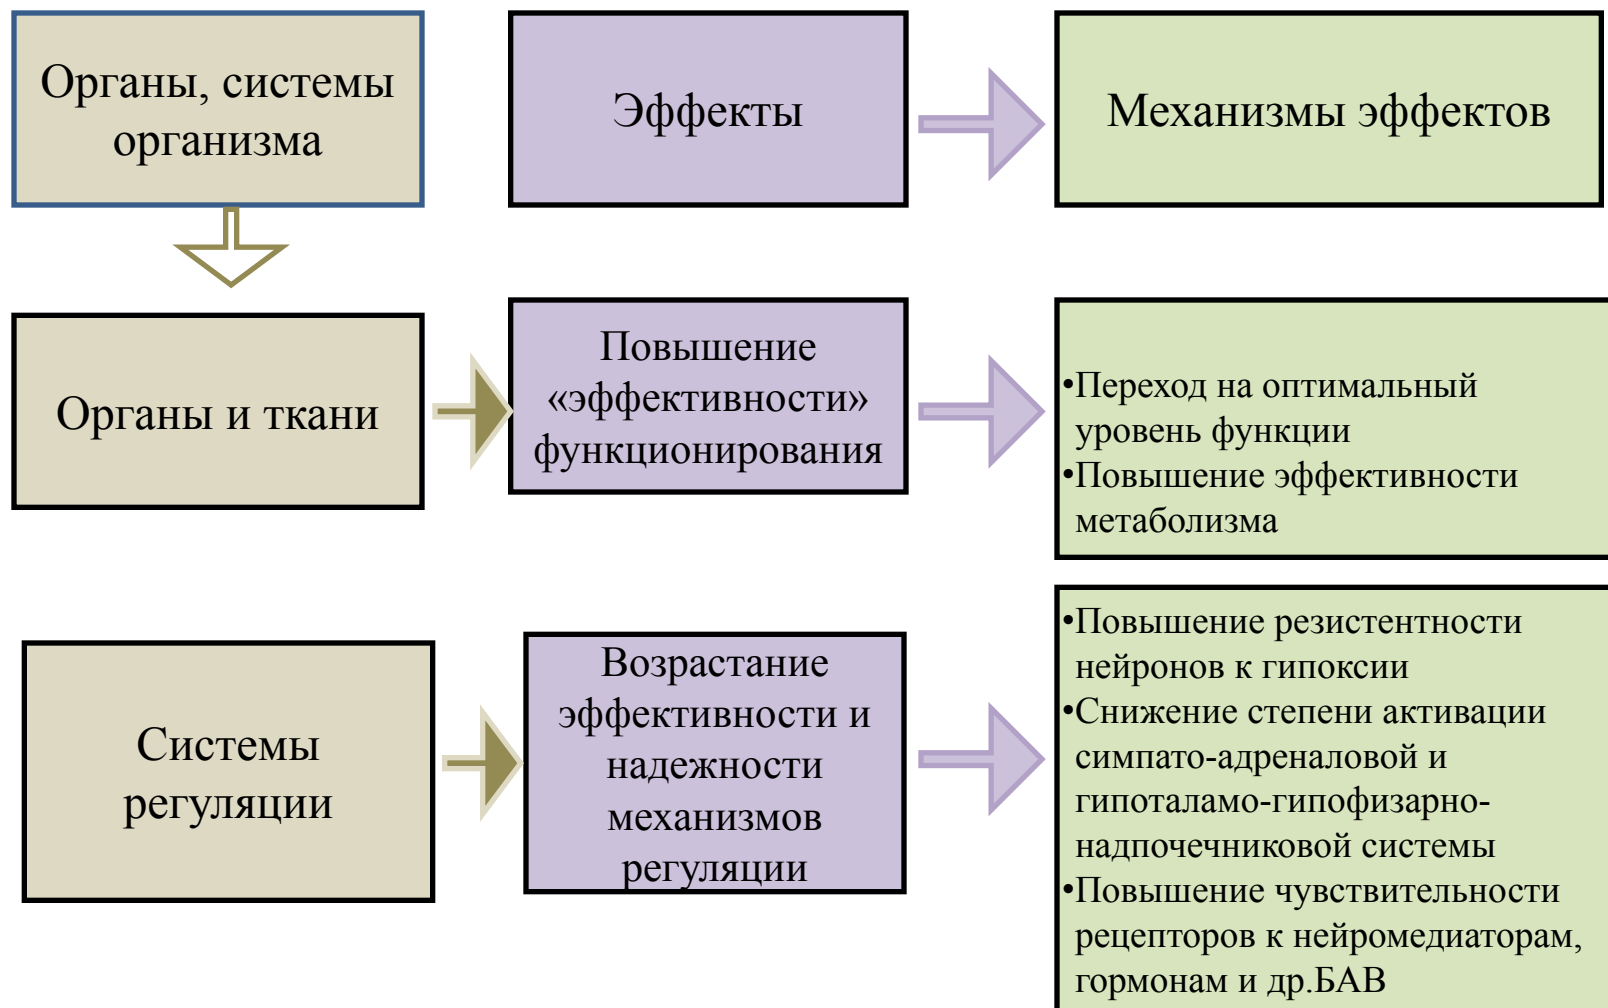 Органы, системы
организма
Эффекты
Механизмы эффектов
Органы и ткани
Повышение
«эффективности»
функционирования
•Переход на оптимальный
уровень функции
•Повышение эффективности
метаболизма
Системы
регуляции
Возрастание
эффективности и
надежности
механизмов
регуляции
•Повышение резистентности
нейронов к гипоксии
•Снижение степени активации
симпато-адреналовой и
гипоталамо-гипофизарно-
надпочечниковой системы
•Повышение чувствительности
рецепторов к нейромедиаторам,
гормонам и др.БАВ